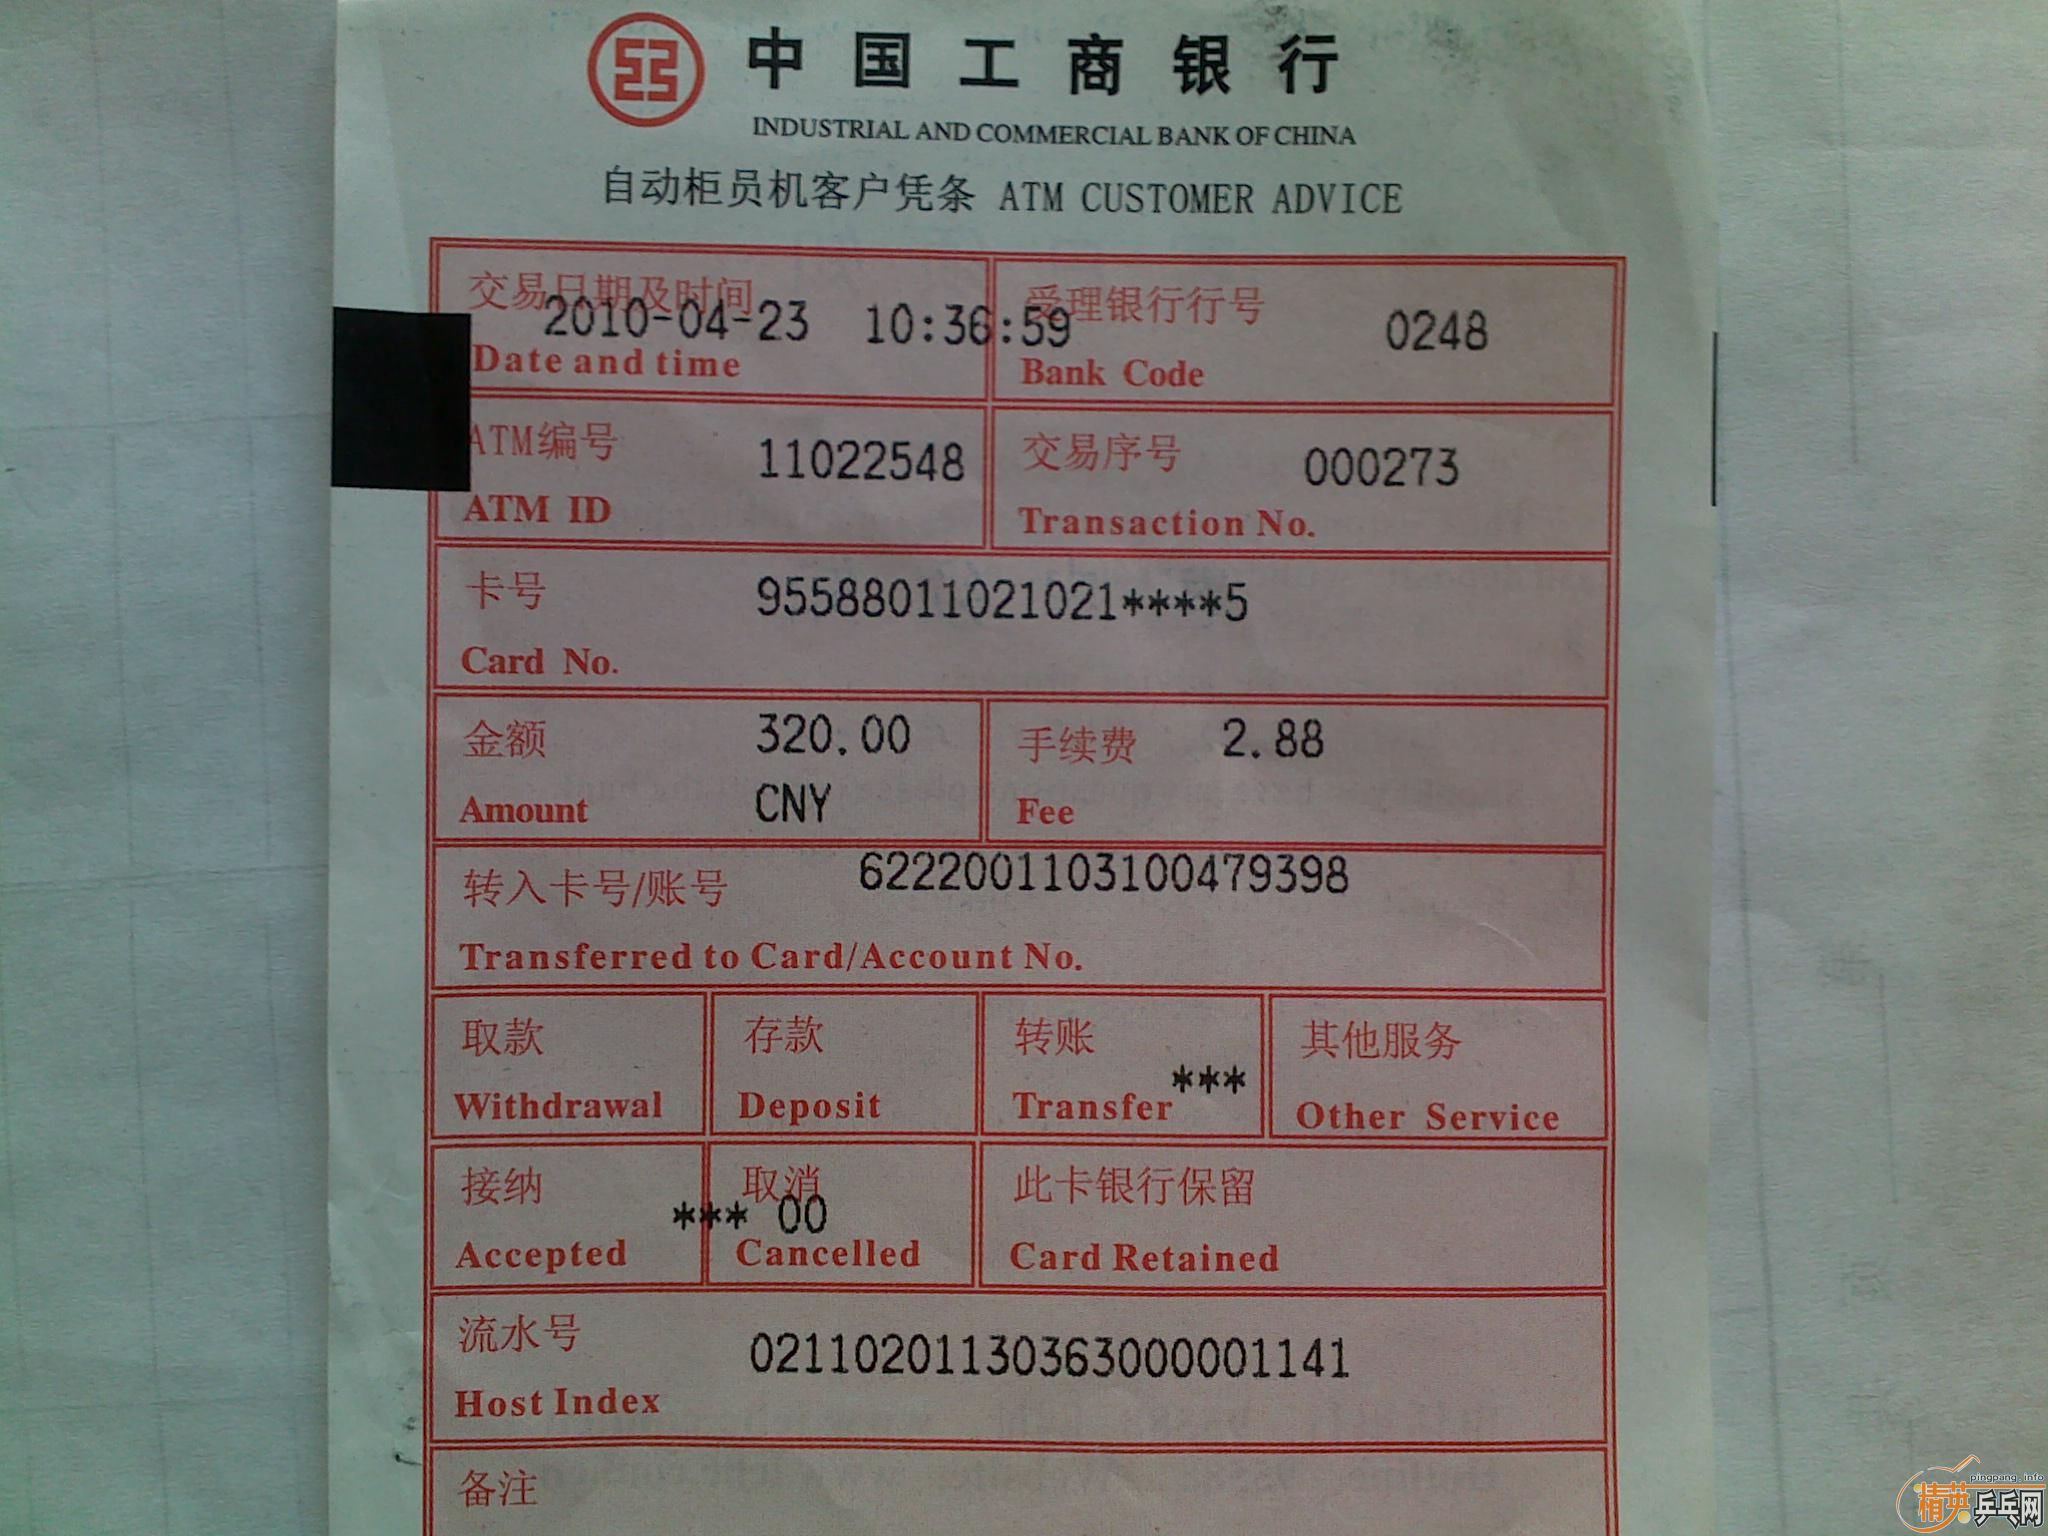 中国工商银行
INDUSTRIAL AND COMMERCIAL BANK OF CHINA
自动柜员机客户凭条 ATM CUSTOMER ADVICE
交易日期及时间
2010-04-23 10:36:59
Date and time
受理银行行号
0248
Bank Code
ATM编号
11022548
ATM ID
交易序号
000273
Transaction No.
卡号
95588011021021****5
Card No.
金额
320.00
Amount
CNY
手续费
2.88
Fee
转入卡号/账号
6222001103100479398
Transferred to Card/Account No.
取款
Withdrawal
存款
Deposit
转账
***
Transfer
其他服务
Other Service
接纳
Accepted
取消
*** 00
Cancelled
此卡银行保留
Card Retained
流水号
02110201130363000001141
Host Index
备注
pingpang.info
精英乒乓网